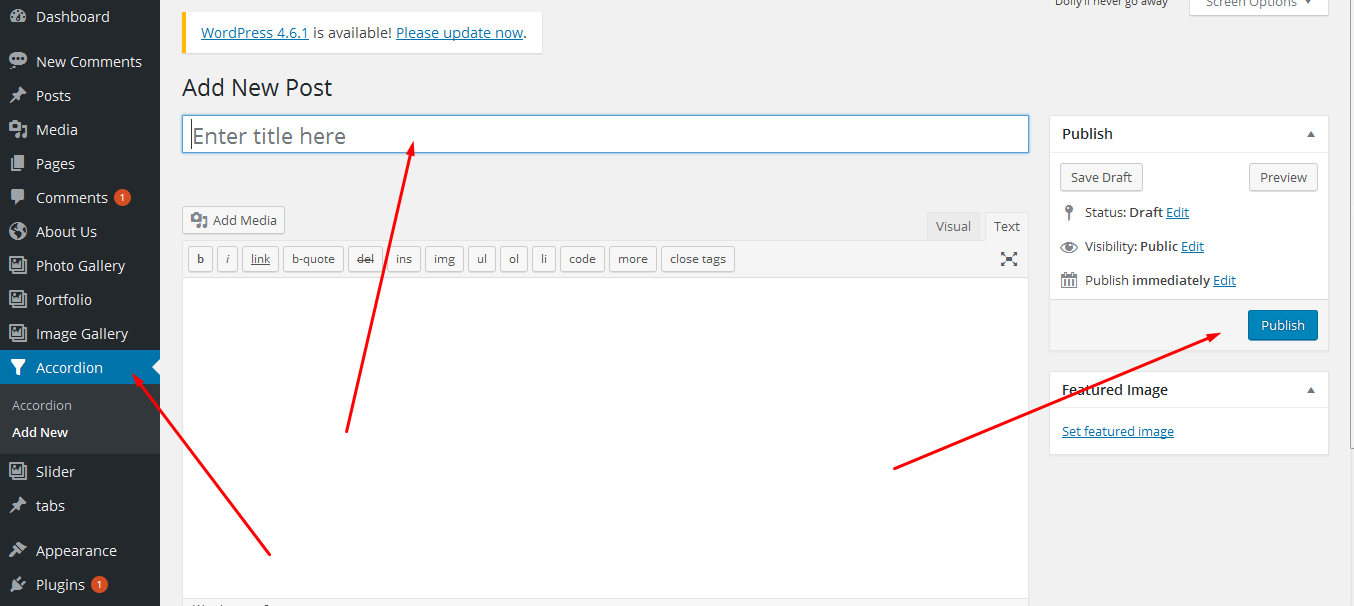 Dashboard
New Comments
Posts
Media
Pages
Comments 1
About Us
Photo Gallery
Portfolio
Image Gallery
Accordion
Accordion
Add New
Slider
tabs
Appearance
Plugins 1
Dolly'll never go away
Screen Options
WordPress 4.6.1 is available! Please update now.
Add New Post
Enter title here
Add Media
Visual Text
b i link b-quote del ins img ul ol li code more close tags
Publish
Save Draft Preview
Status: Draft Edit
Visibility: Public Edit
Publish immediately Edit
Publish
Featured Image
Set featured image